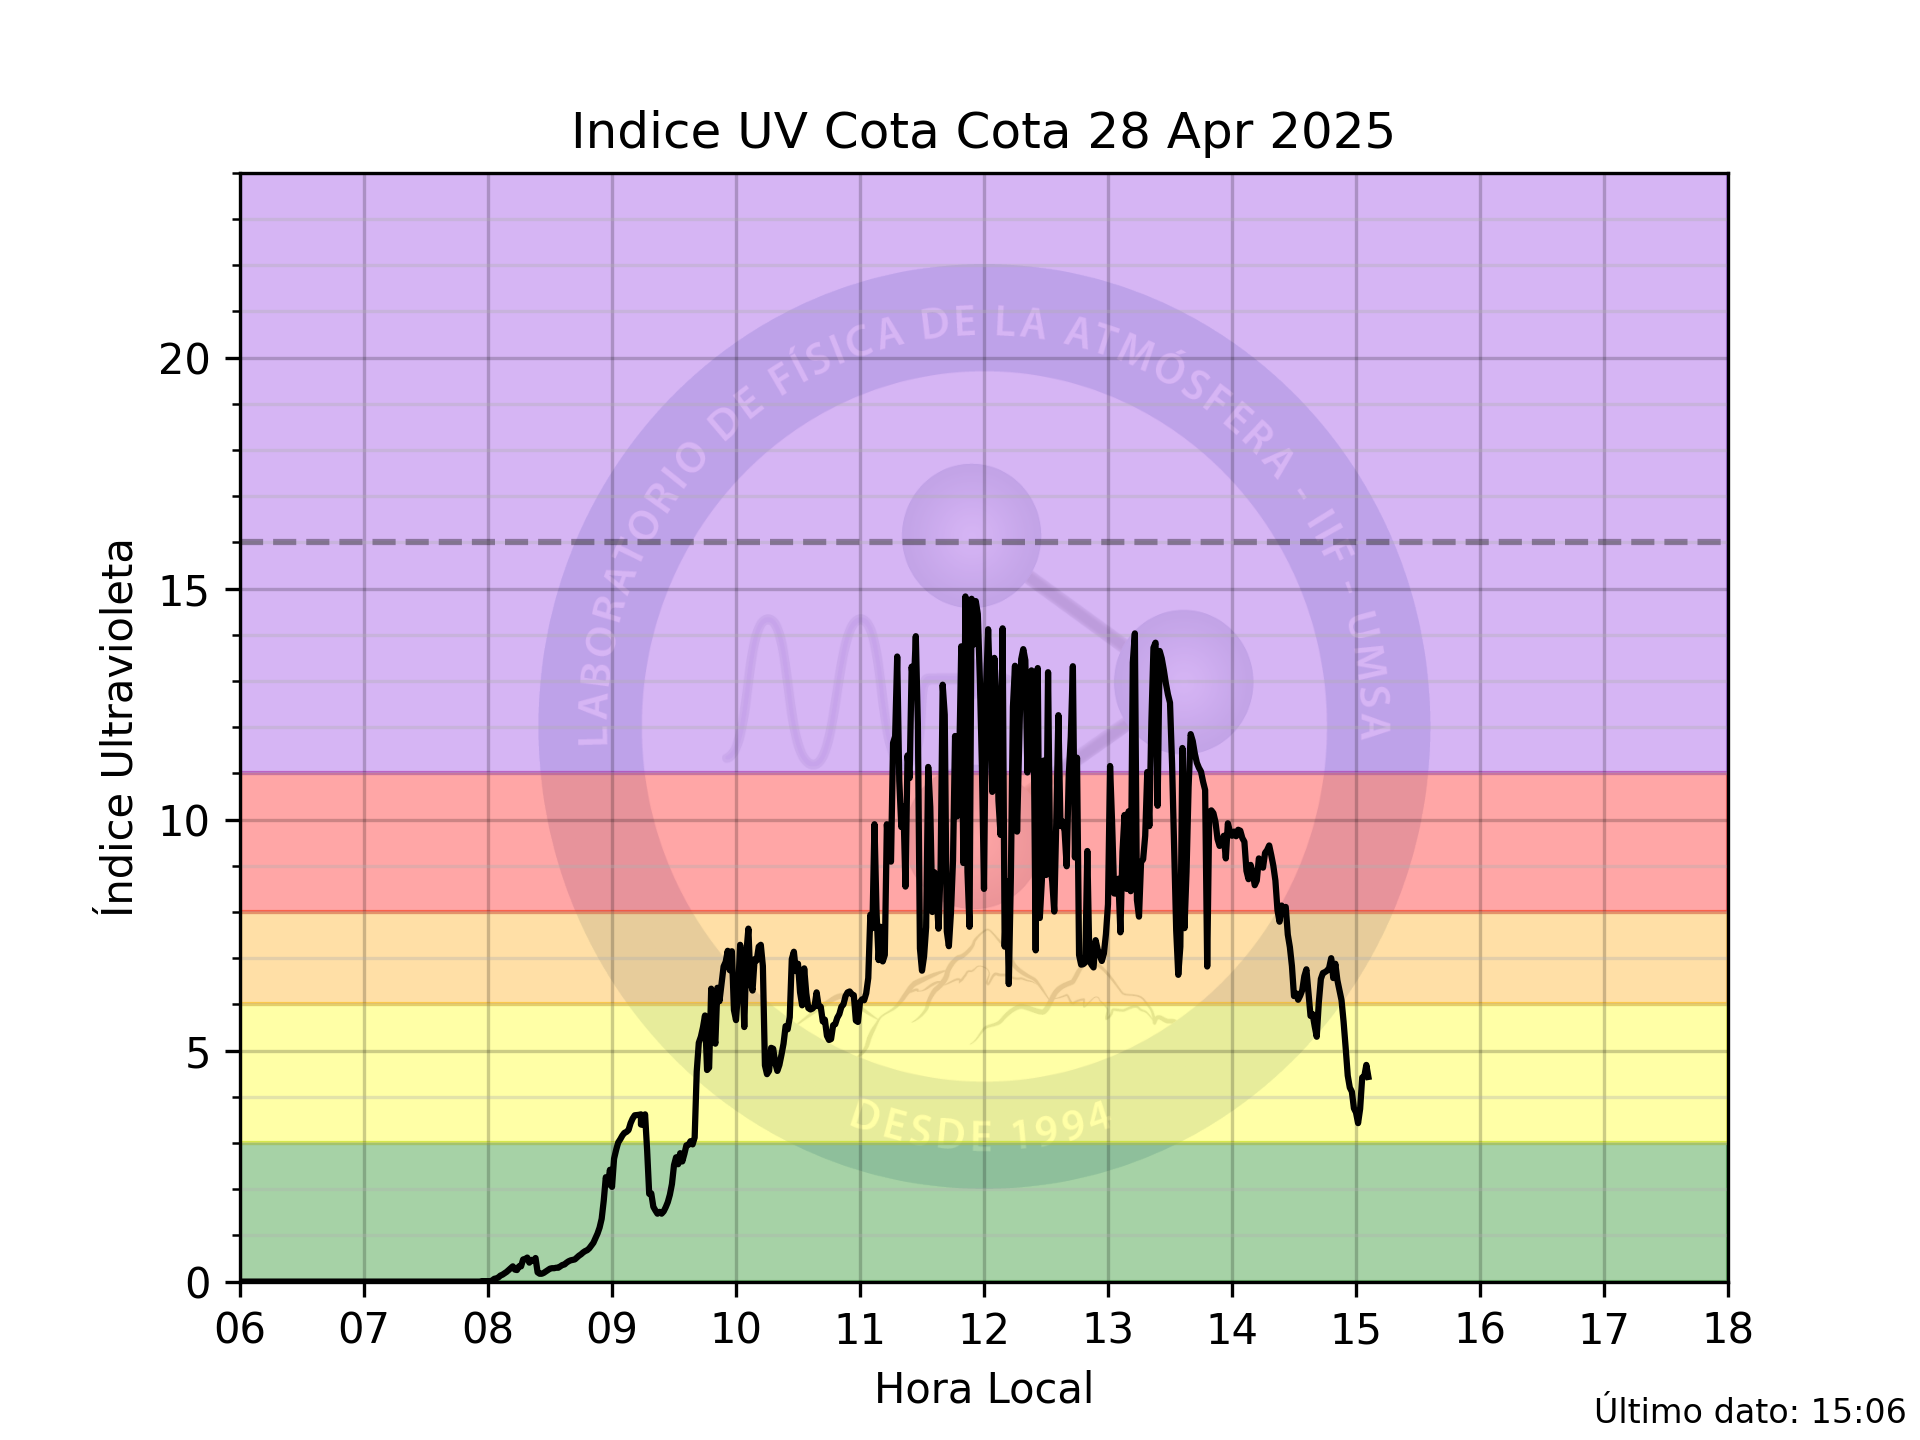 Indice UV Cota Cota 28 Apr 2025
LABORATORIO DE FÍSICA DE LA ATMÓSFERA - IIF - UMSA
DESDE 1994
Índice Ultravioleta
20
15
10
5
0
06 07 08 09 10 11 12 13 14 15 16 17 18
Hora Local
Último dato: 15:06